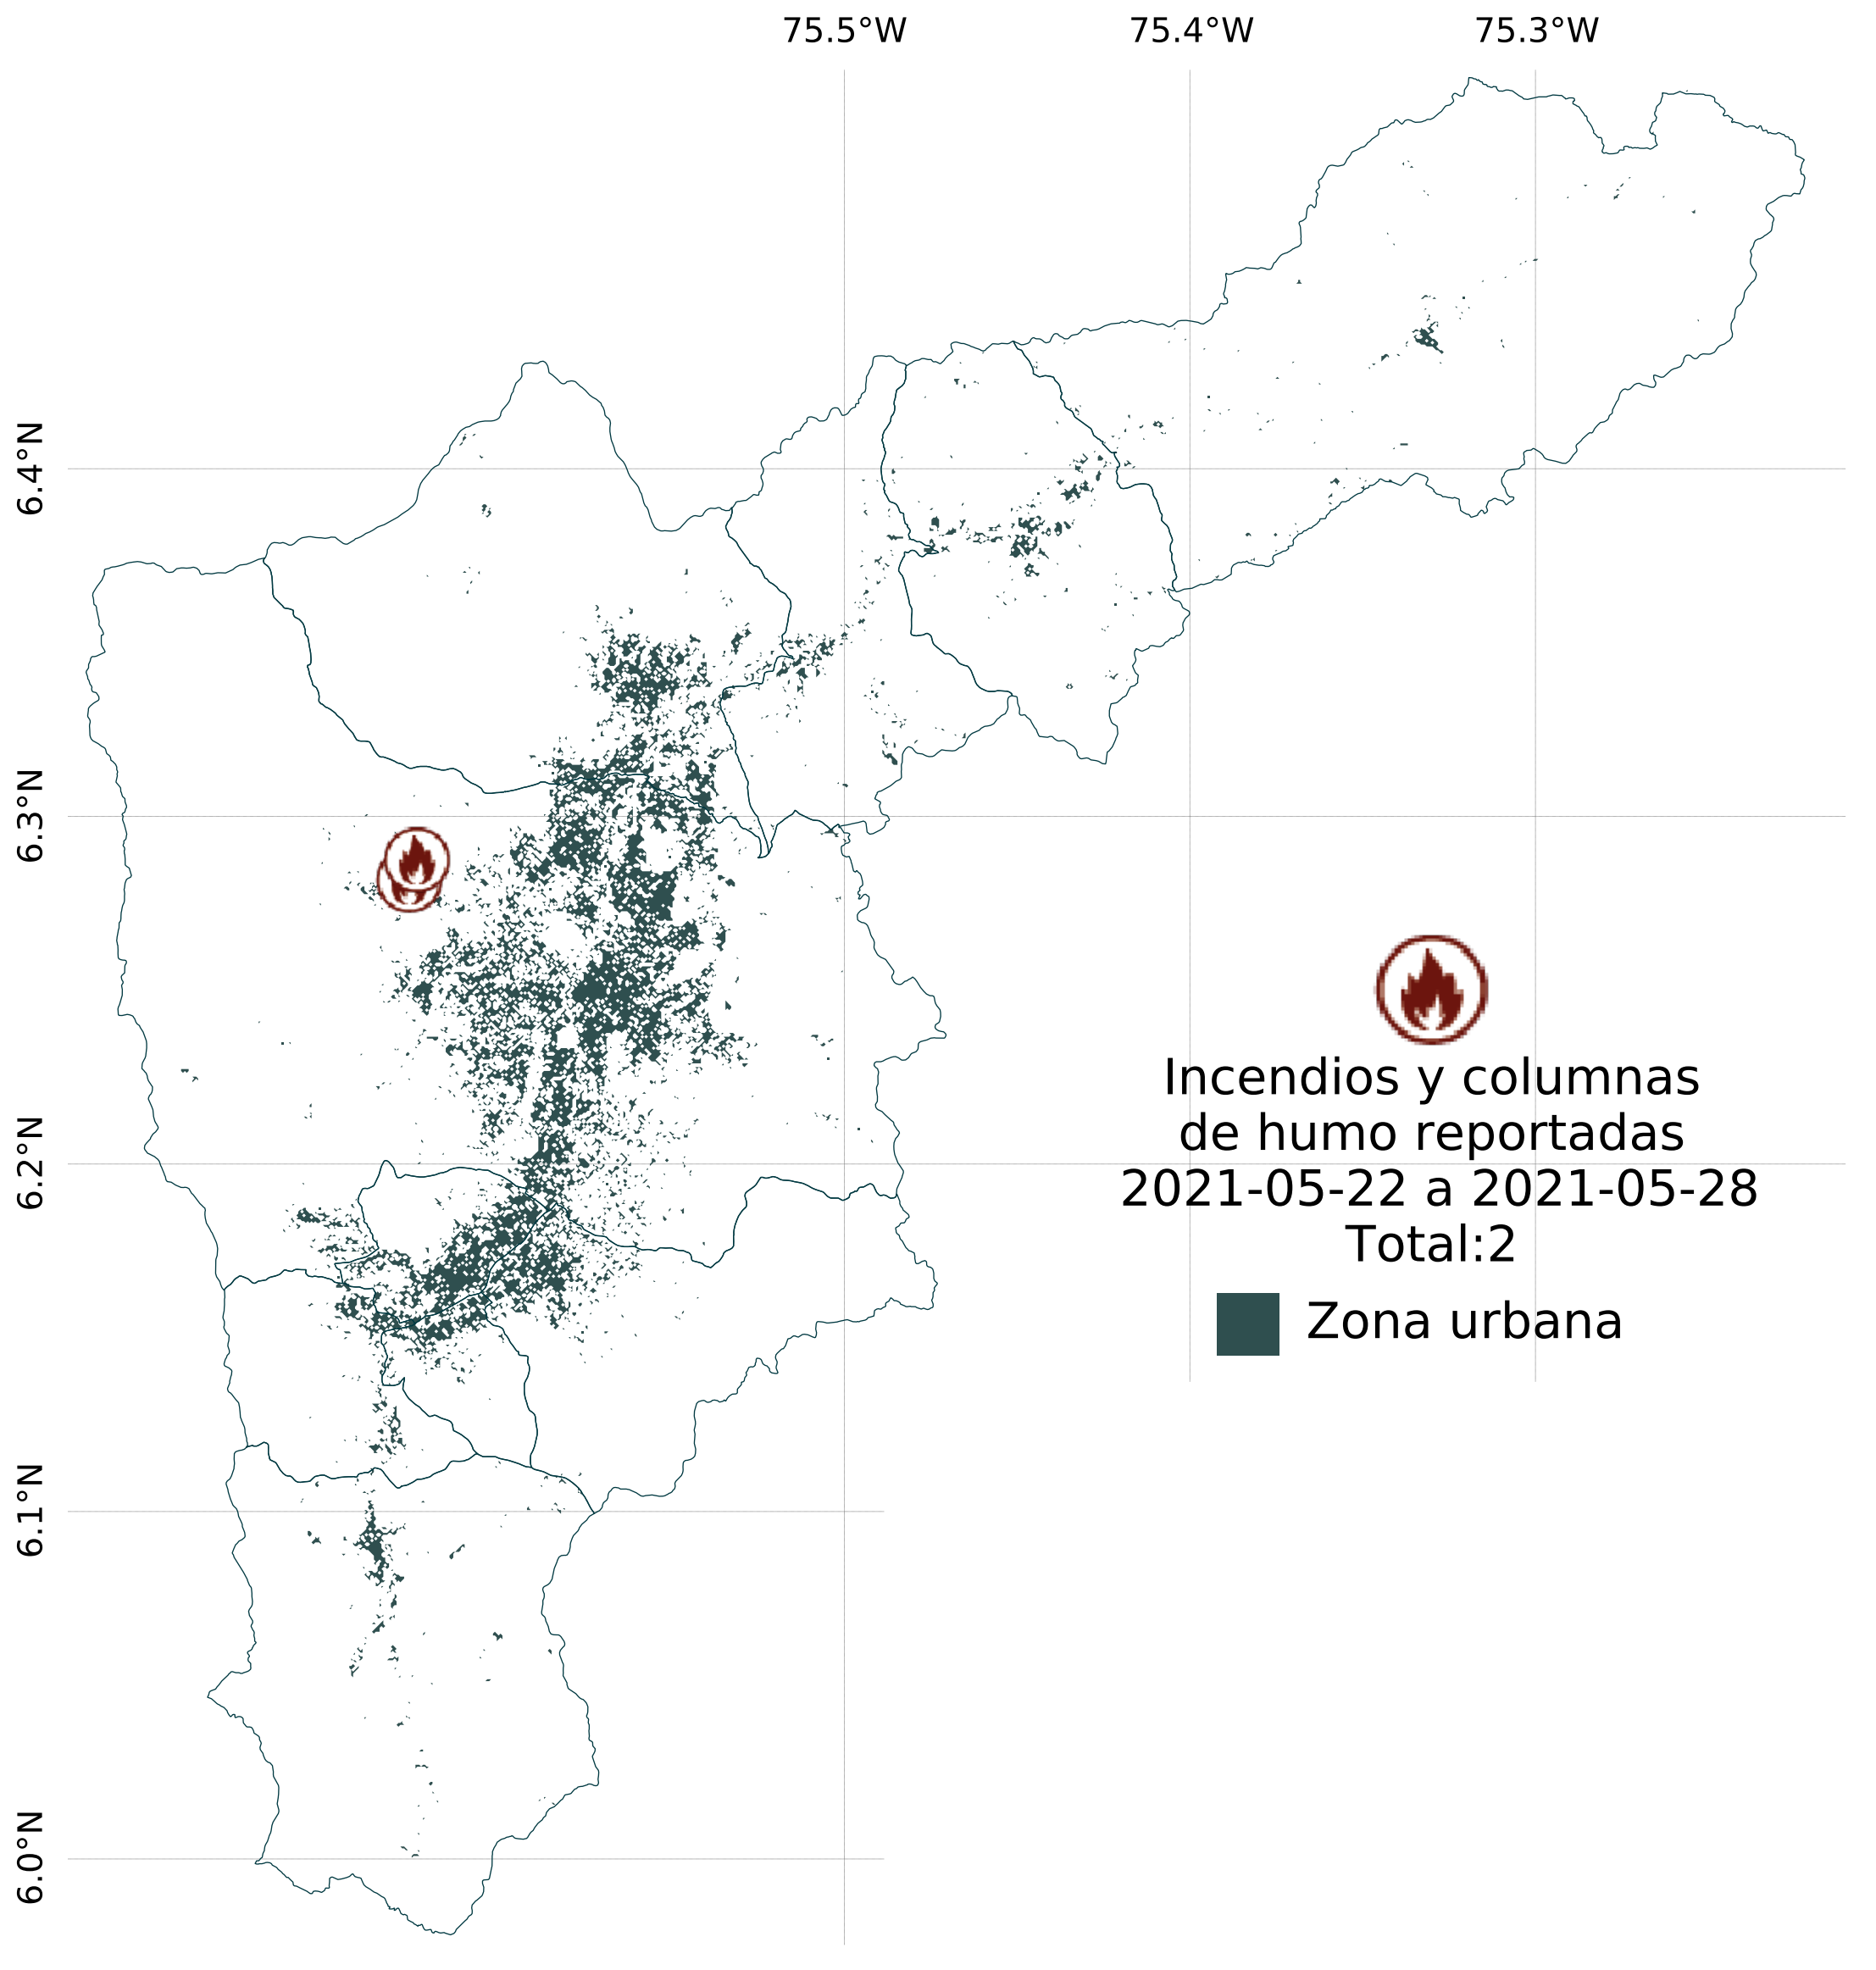 75.5°W 75.4°W 75.3°W
6.4°N
6.3°N
6.2°N
6.1°N
6.0°N
Incendios y columnas
de humo reportadas
2021-05-22 a 2021-05-28
Total:2
Zona urbana